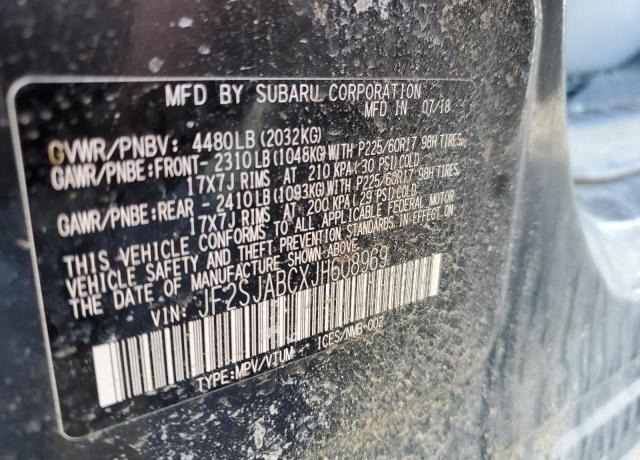 MFD BY SUBARU CORPORATION
MFD IN 07/18
GVWR/PNBV: 4480LB(2032KG)
GAWR/PNBE:FRONT- 2310LB(1048KG)WITH P225/60R17 98H TIRES,
17X7J RIMS AT 210 KPA(30 PSI)COLD
GAWR/PNBE:REAR - 2410LB(1093KG)WITH P225/60R17 98H TIRES,
17X7J RIMS AT 200 KPA(29 PSI)COLD.
THIS VEHICLE CONFORMS TO ALL APPLICABLE FEDERAL MOTOR
VEHICLE SAFETY AND THEFT PREVENTION STANDARDS IN EFFECT ON
THE DATE OF MANUFACTURE SHOWN ABOVE.
VIN: JF2SJABCXJH608969
TYPE:MPV/VTUM ICES/NMB-002